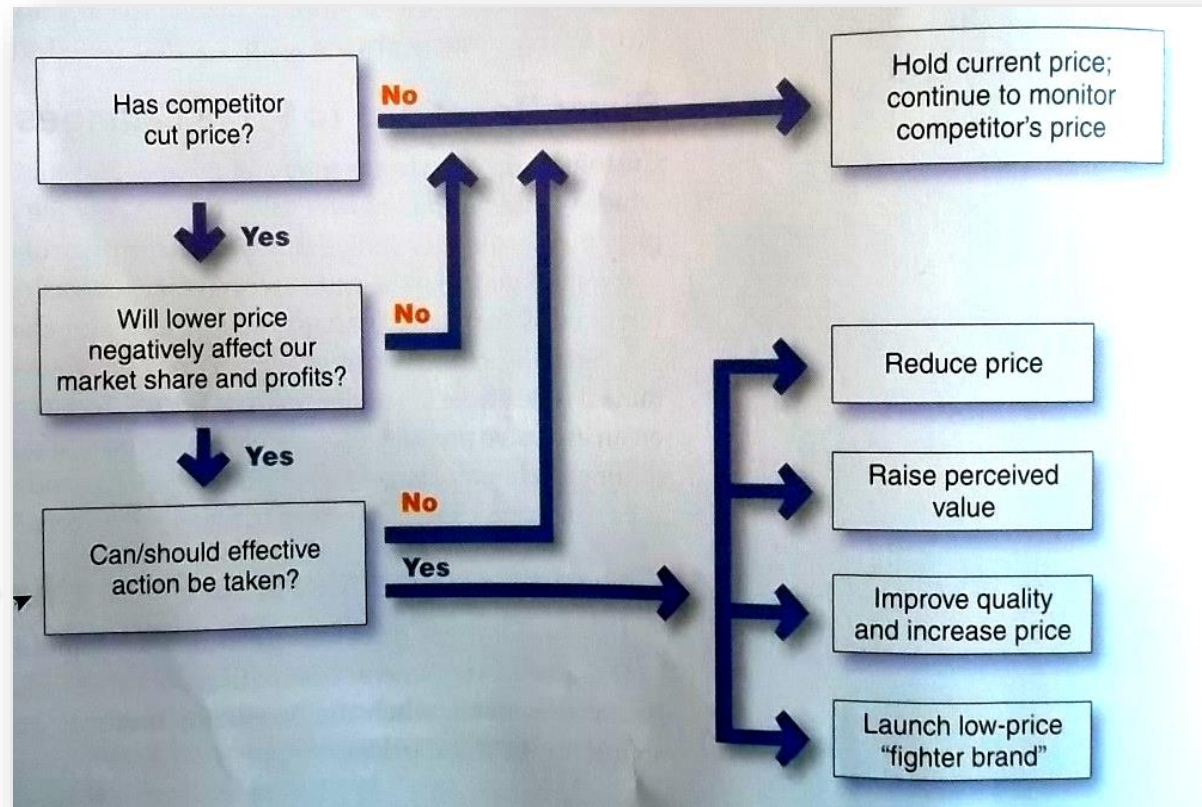 Has competitor
cut price?
No
Hold current price;
continue to monitor
competitor's price
Yes
Will lower price
negatively affect our
market share and profits?
No
Yes
Can/should effective
action be taken?
No
Yes
Reduce price
Raise perceived
value
Improve quality
and increase price
Launch low-price
“fighter brand”